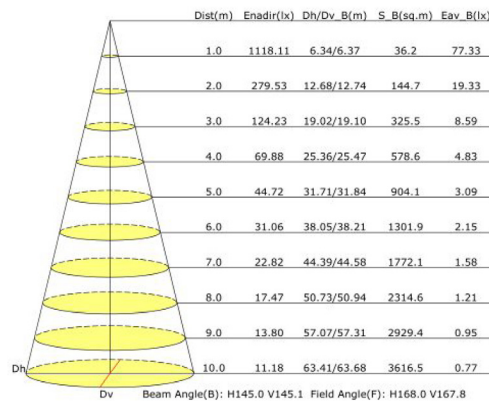 Dist(m) Enadir(lx) Dh/Dv_B(m) S_B(sq.m) Eav_B(lx)
1.0 1118.11 6.34/6.37 36.2 77.33
2.0 279.53 12.68/12.74 144.7 19.33
3.0 124.23 19.02/19.10 325.5 8.59
4.0 69.88 25.36/25.47 578.6 4.83
5.0 44.72 31.71/31.84 904.1 3.09
6.0 31.06 38.05/38.21 1301.9 2.15
7.0 22.82 44.39/44.58 1772.1 1.58
8.0 17.47 50.73/50.94 2314.6 1.21
9.0 13.80 57.07/57.31 2929.4 0.95
Dh 10.0 11.18 63.41/63.68 3616.5 0.77
Dv Beam Angle(B): H145.0 V145.1 Field Angle(F): H168.0 V167.8